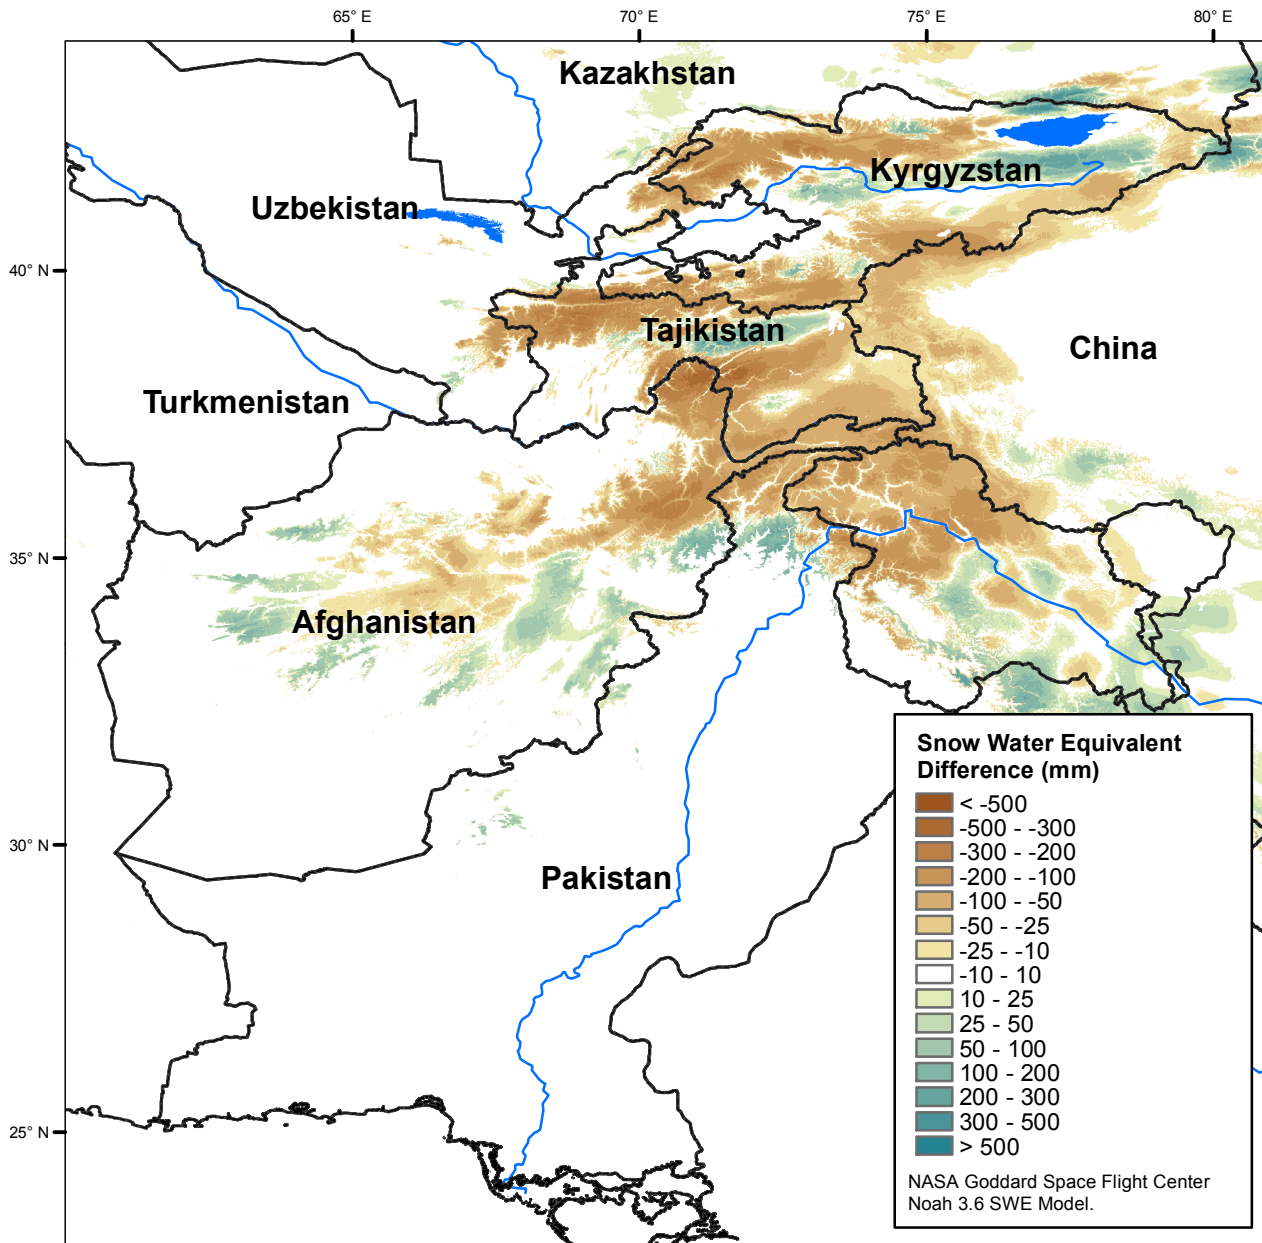 65° E
70° E
75° E
80° E
Kazakhstan
Kyrgyzstan
Uzbekistan
40° N
Tajikistan
China
Turkmenistan
35° N
Afghanistan
30° N
Pakistan
25° N
Snow Water Equivalent
Difference (mm)
< -500
-500 - -300
-300 - -200
-200 - -100
-100 - -50
-50 - -25
-25 - -10
-10 - 10
10 - 25
25 - 50
50 - 100
100 - 200
200 - 300
300 - 500
> 500
NASA Goddard Space Flight Center
Noah 3.6 SWE Model.